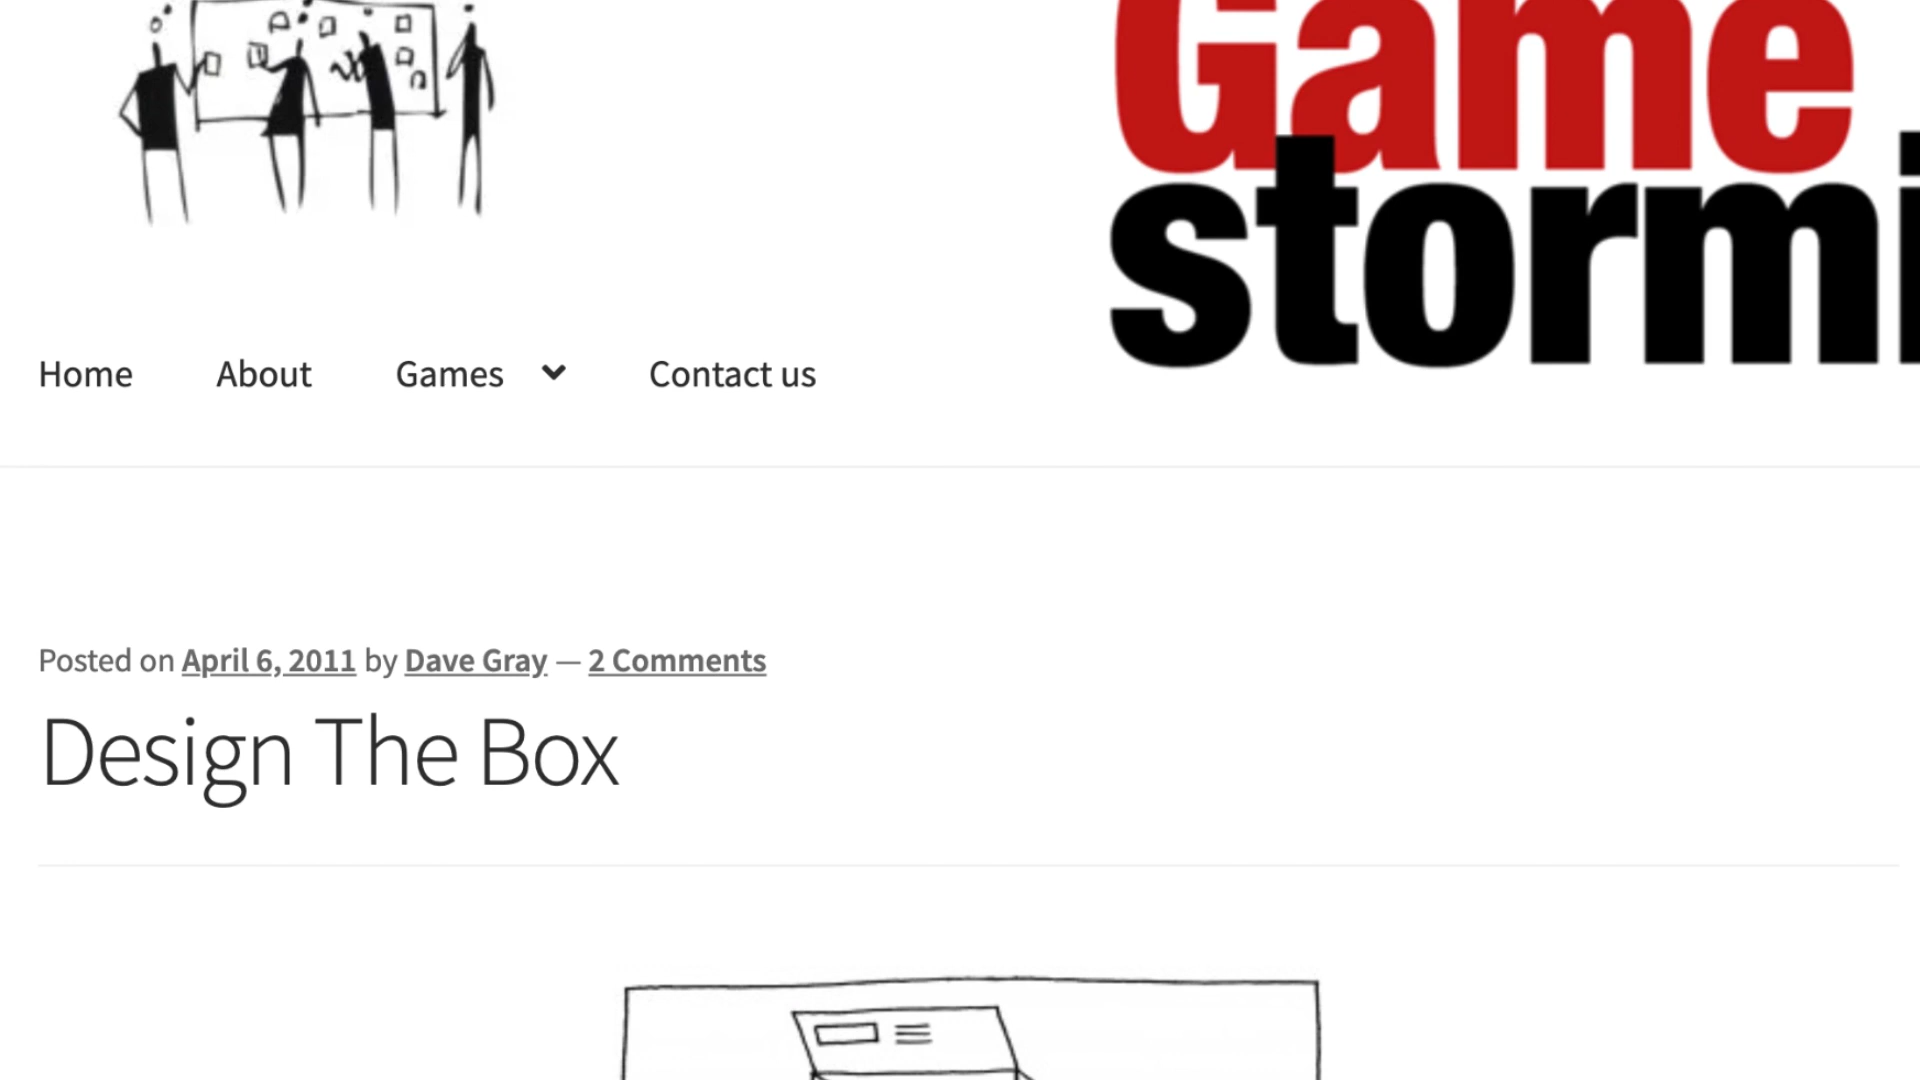 Game
stormi
Home About Games Contact us
Posted on April 6, 2011 by Dave Gray — 2 Comments
Design The Box